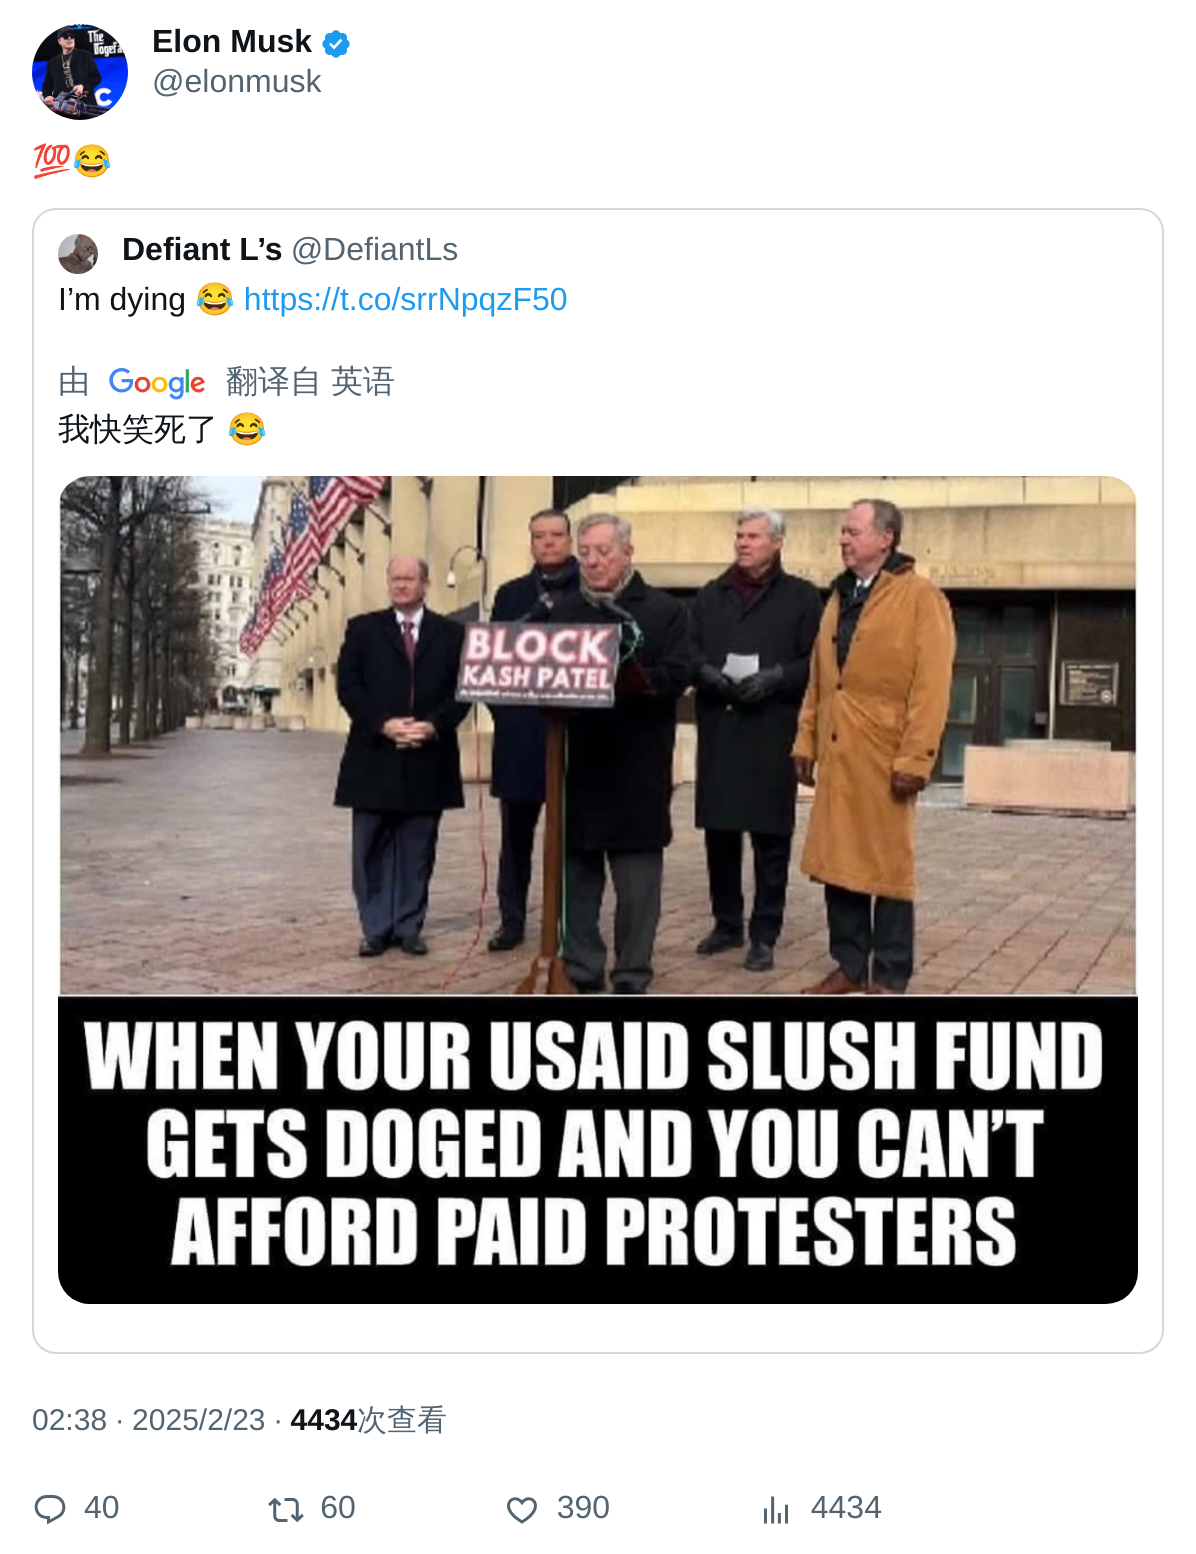 The
Dogefa
C
Elon Musk
@elonmusk
💯😂
Defiant L’s @DefiantLs
I’m dying 😂 https://t.co/srrNpqzF50
由 Google 翻译自 英语
我快笑死了 😂
BLOCK
KASH PATEL
WHEN YOUR USAID SLUSH FUND
GETS DOGED AND YOU CAN’T
AFFORD PAID PROTESTERS
02:38 · 2025/2/23 · 4434次查看
40 60 390 4434